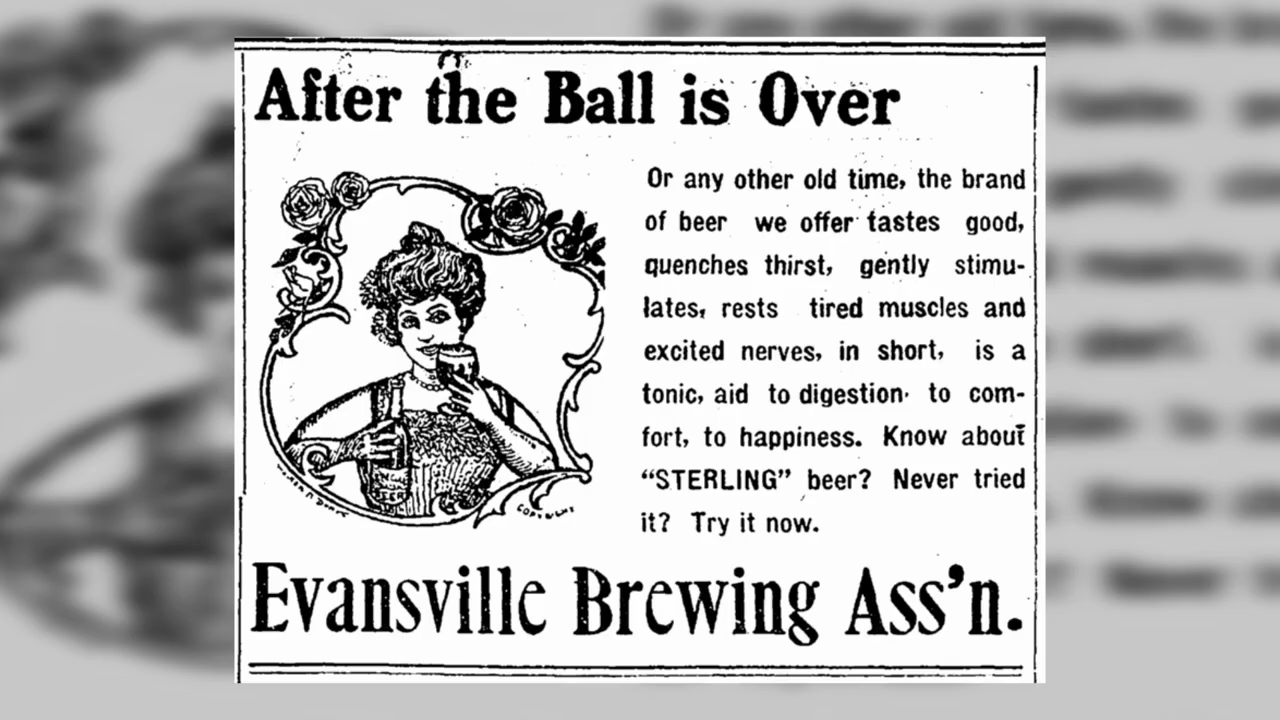 After the Ball is Over
Or any other old time, the brand
of beer we offer tastes good,
quenches thirst, gently stimu-
lates, rests tired muscles and
excited nerves, in short, is a
tonic, aid to digestion· to com-
fort, to happiness. Know about
“STERLING” beer? Never tried
it? Try it now.
BEER
COPYRIGHT
Evansville Brewing Ass’n.